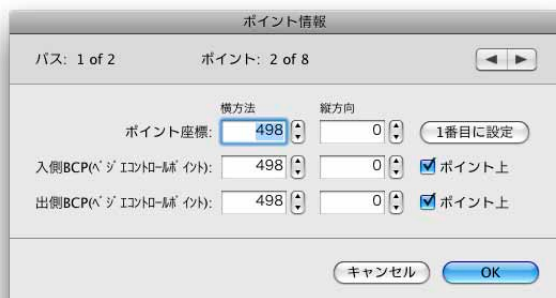 ポイント情報
パス: 1 of 2 ポイント: 2 of 8
横方法 縦方向
ポイント座標: 498 0 1番目に設定
入側BCP(ﾍﾞｼﾞｴｺﾝﾄﾛｰﾙﾎﾟｲﾝﾄ): 498 0 ポイント上
出側BCP(ﾍﾞｼﾞｴｺﾝﾄﾛｰﾙﾎﾟｲﾝﾄ): 498 0 ポイント上
キャンセル OK